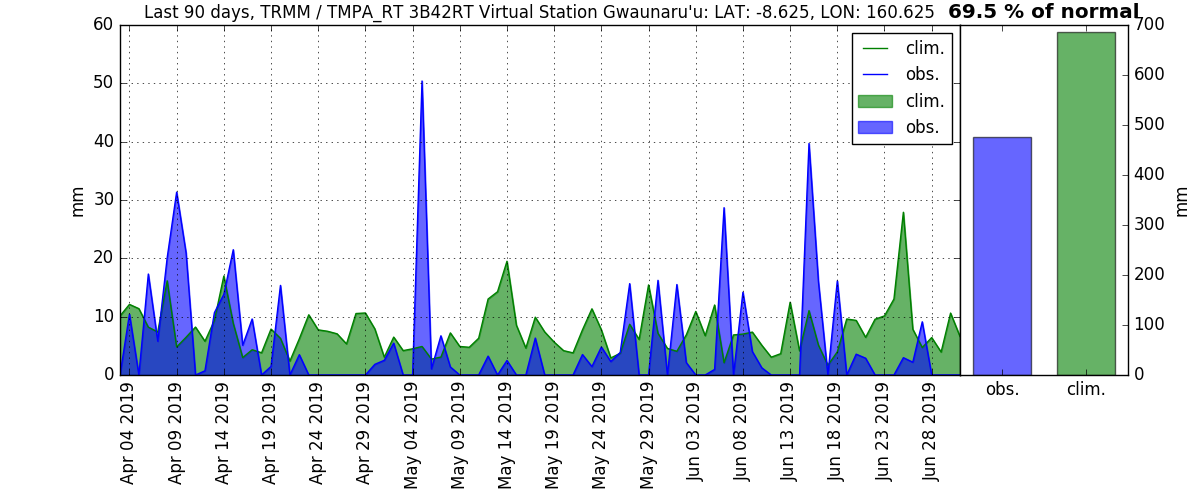 Last 90 days, TRMM / TMPA_RT 3B42RT Virtual Station Gwaunaru'u: LAT: -8.625, LON: 160.625
69.5 % of normal
60
50
40
30
20
10
0
mm
clim.
obs.
clim.
obs.
700
600
500
400
300
200
100
0
mm
obs.
clim.
Apr 04 2019
Apr 09 2019
Apr 14 2019
Apr 19 2019
Apr 24 2019
Apr 29 2019
May 04 2019
May 09 2019
May 14 2019
May 19 2019
May 24 2019
May 29 2019
Jun 03 2019
Jun 08 2019
Jun 13 2019
Jun 18 2019
Jun 23 2019
Jun 28 2019